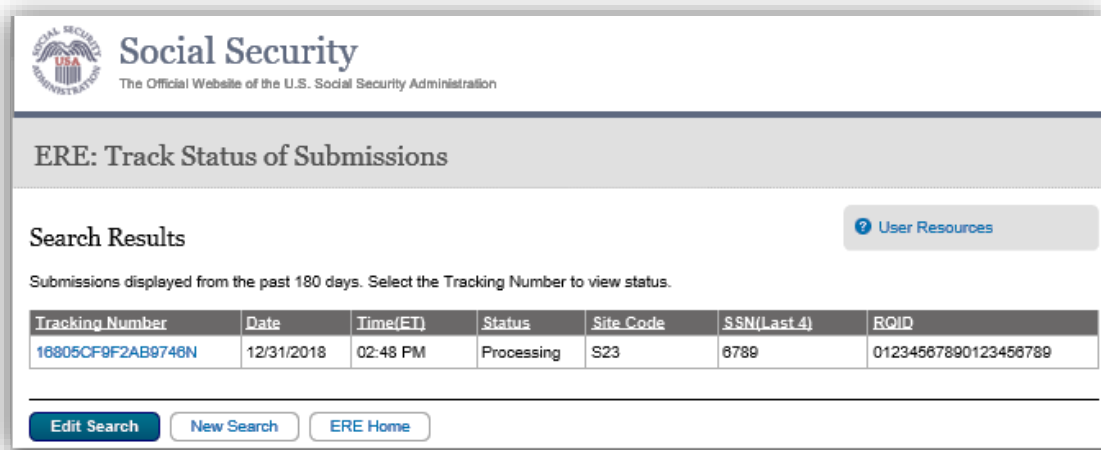 SOCIAL SECURITY ADMINISTRATION
USA
Social Security
The Official Website of the U.S. Social Security Administration
ERE: Track Status of Submissions
User Resources
Search Results
Submissions displayed from the past 180 days. Select the Tracking Number to view status.
Tracking Number Date Time(ET) Status Site Code SSN(Last 4) RQID
16805CF9F2AB9746N 12/31/2018 02:48 PM Processing S23 6789 01234567890123456789
Edit Search New Search ERE Home